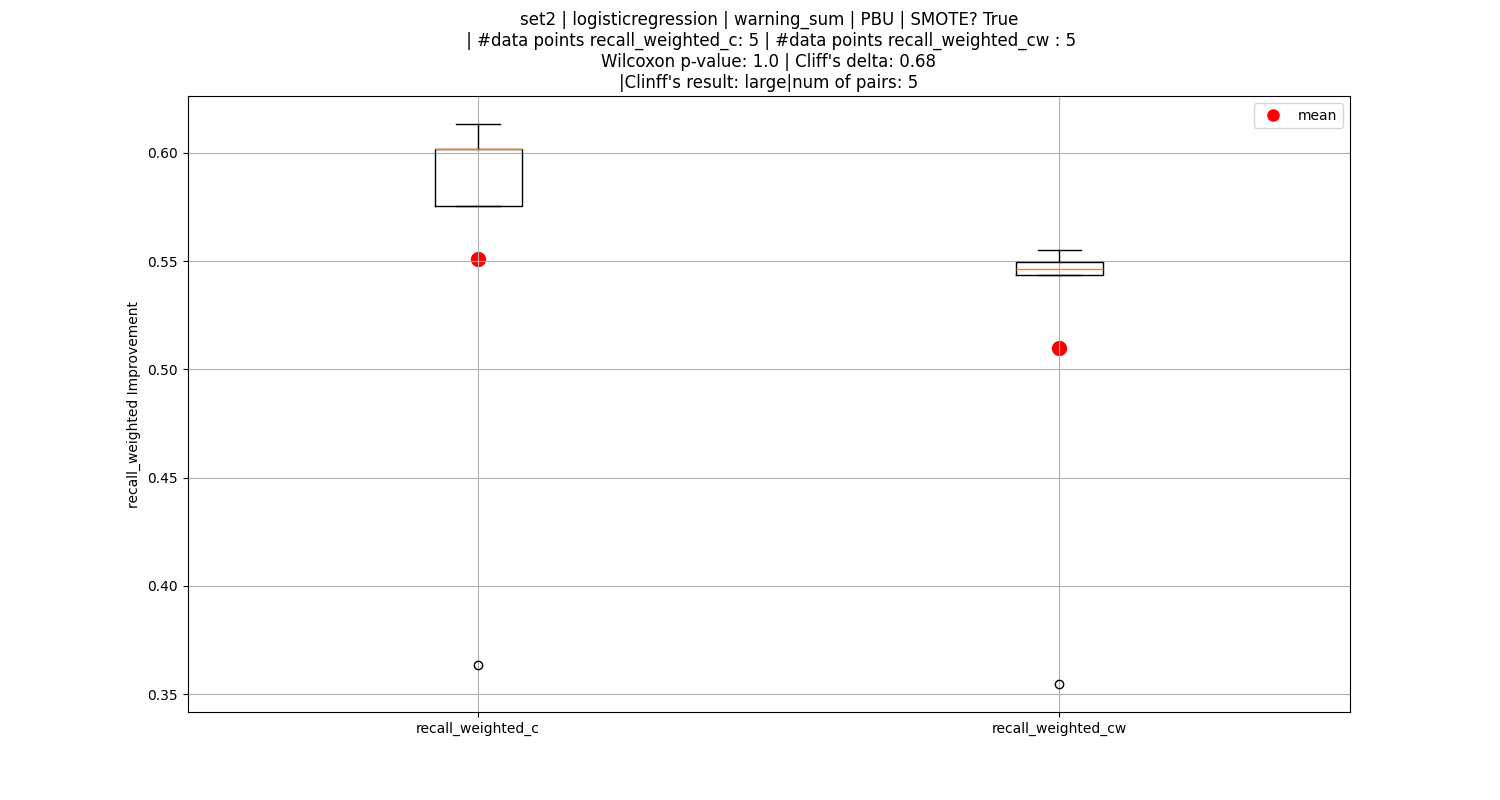 set2 | logisticregression | warning_sum | PBU | SMOTE? True
| #data points recall_weighted_c: 5 | #data points recall_weighted_cw : 5
Wilcoxon p-value: 1.0 | Cliff's delta: 0.68
|Clinff's result: large|num of pairs: 5
mean
0.60
0.55
0.50
0.45
0.40
0.35
recall_weighted Improvement
recall_weighted_c
recall_weighted_cw